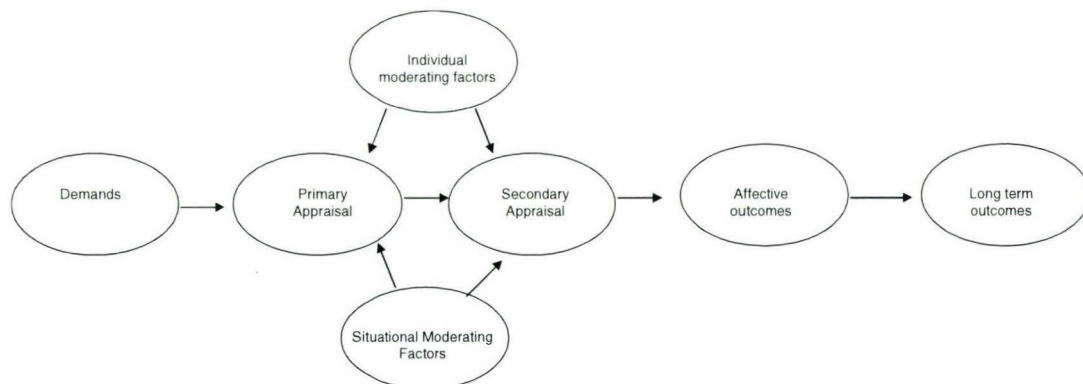 Individual
moderating factors
Demands
Primary
Appraisal
Secondary
Appraisal
Affective
outcomes
Long term
outcomes
Situational Moderating
Factors